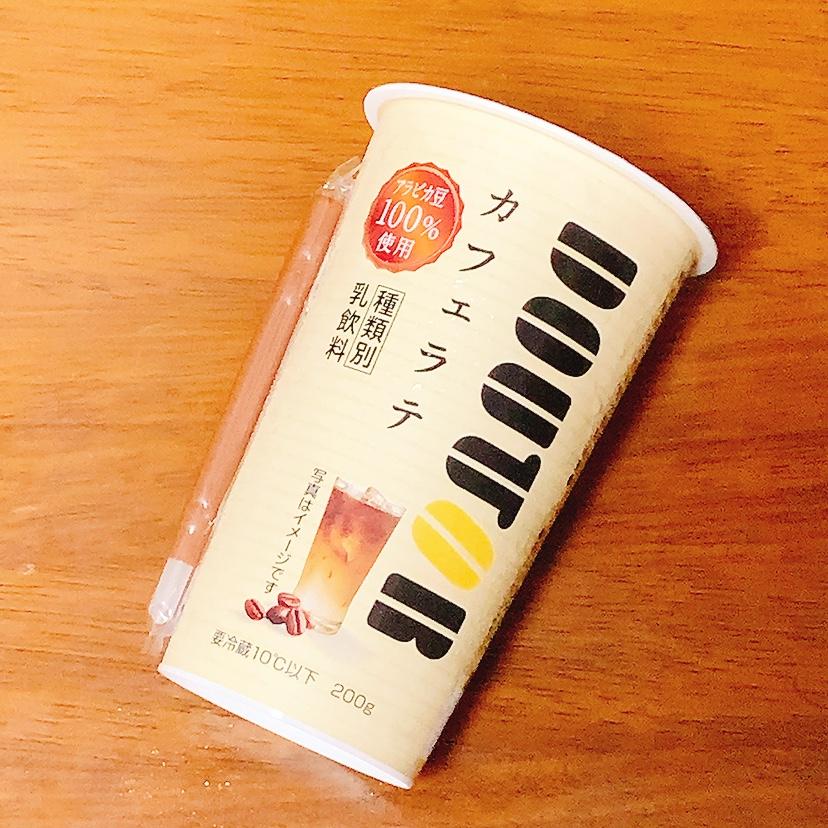 DOUTOR
カフェラテ
アラビカ豆
100%
使用
種類別
乳飲料
写真はイメージです
要冷蔵10℃以下 200g